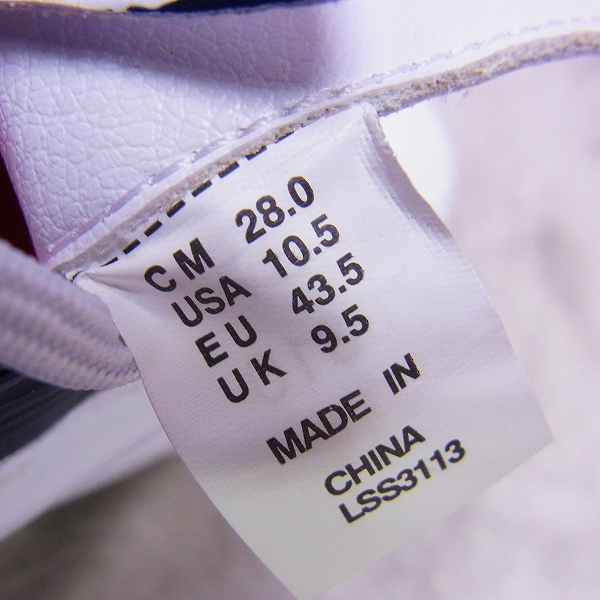 CM 28.0
USA 10.5
EU 43.5
UK 9.5
MADE IN
CHINA
LSS3113